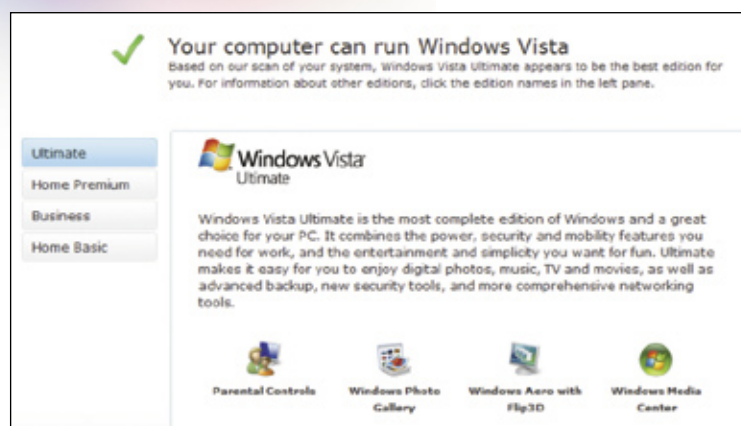 Your computer can run Windows Vista
Based on our scan of your system, Windows Vista Ultimate appears to be the best edition for
you. For information about other editions, click the edition names in the left pane.
Ultimate
Home Premium
Business
Home Basic
Windows Vista
Ultimate
Windows Vista Ultimate is the most complete edition of Windows and a great
choice for your PC. It combines the power, security and mobility features you
need for work, and the entertainment and simplicity you want for fun. Ultimate
makes it easy for you to enjoy digital photos, music, TV and movies, as well as
advanced backup, new security tools, and more comprehensive networking
tools.
Parental Controls
Windows Photo
Gallery
Windows Aero with
Flip3D
Windows Media
Center